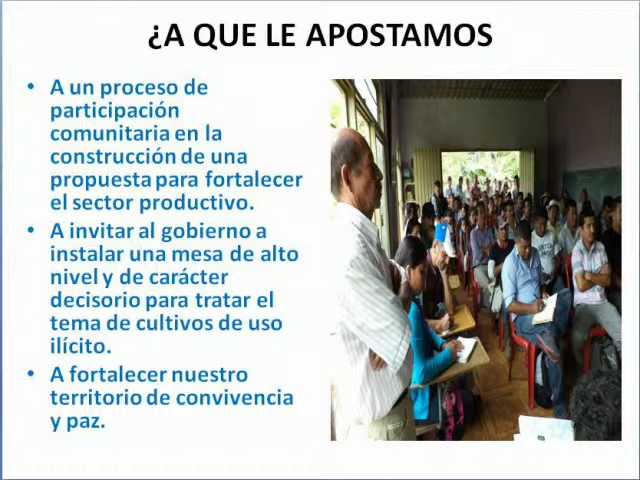 ¿A QUE LE APOSTAMOS
• A un proceso de
participación
comunitaria en la
construcción de una
propuesta para fortalecer
el sector productivo.
• A invitar al gobierno a
instalar una mesa de alto
nivel y de carácter
decisorio para tratar el
tema de cultivos de uso
ilícito.
• A fortalecer nuestro
territorio de convivencia
y paz.